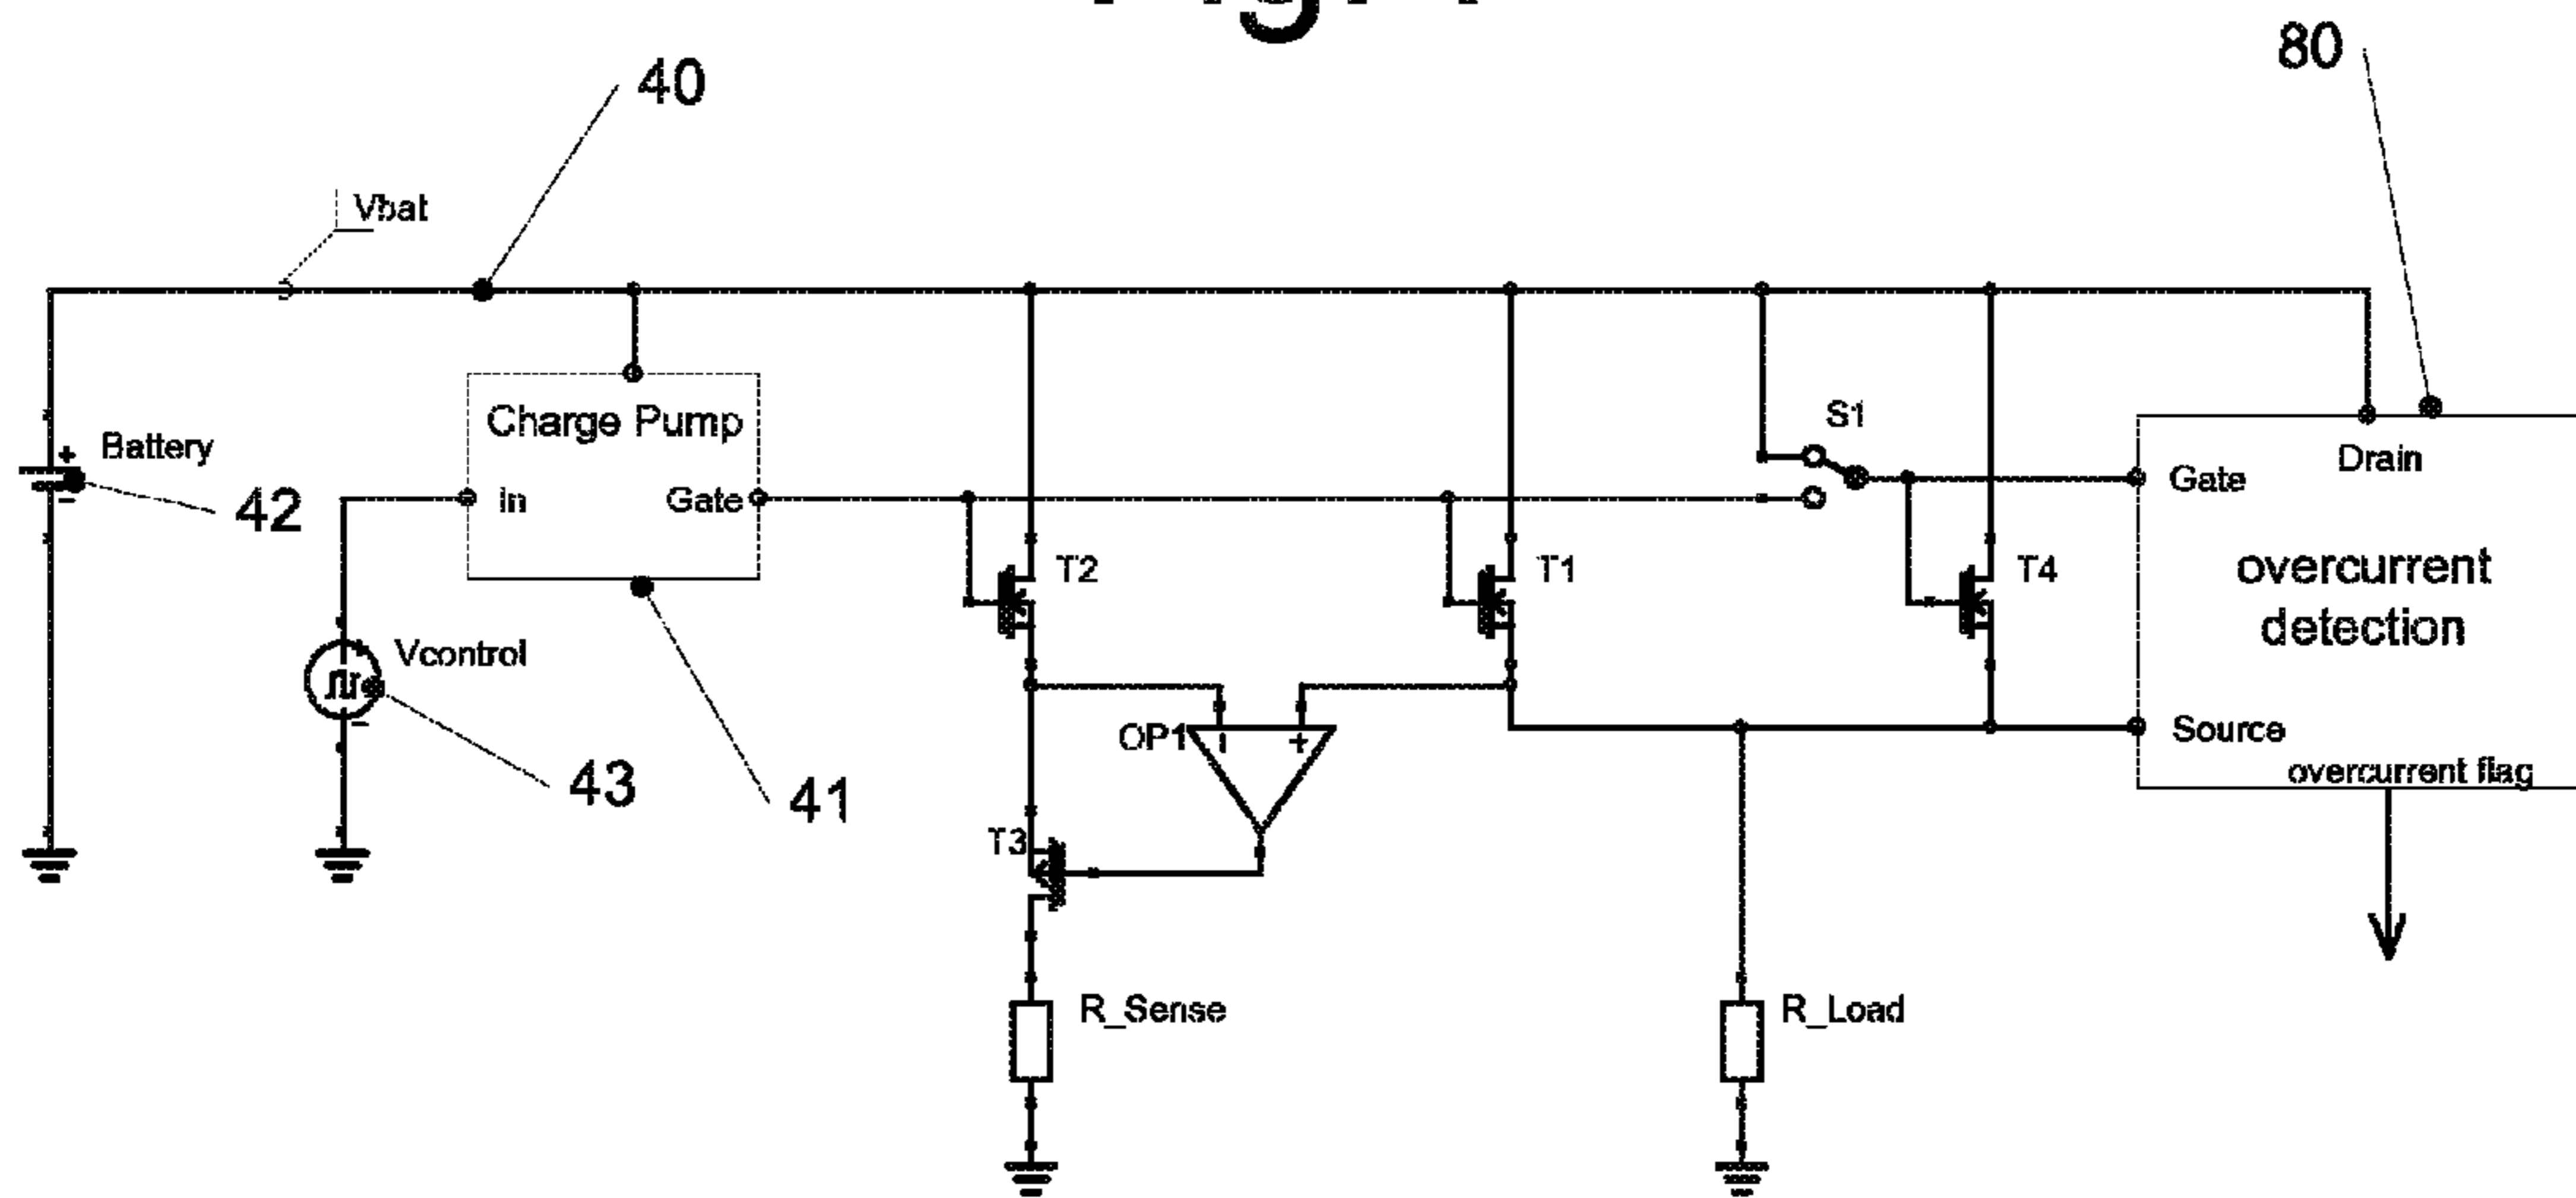 80
40
Vbat
S1
Charge Pump
Battery
+
-
Drain
Gate
in
Gate
42
T2
T1
T4
overcurrent
detection
Vcontrol
-
OP1
-
+
Source
overcurrent flag
43
41
T3
R_Sense
R_Load